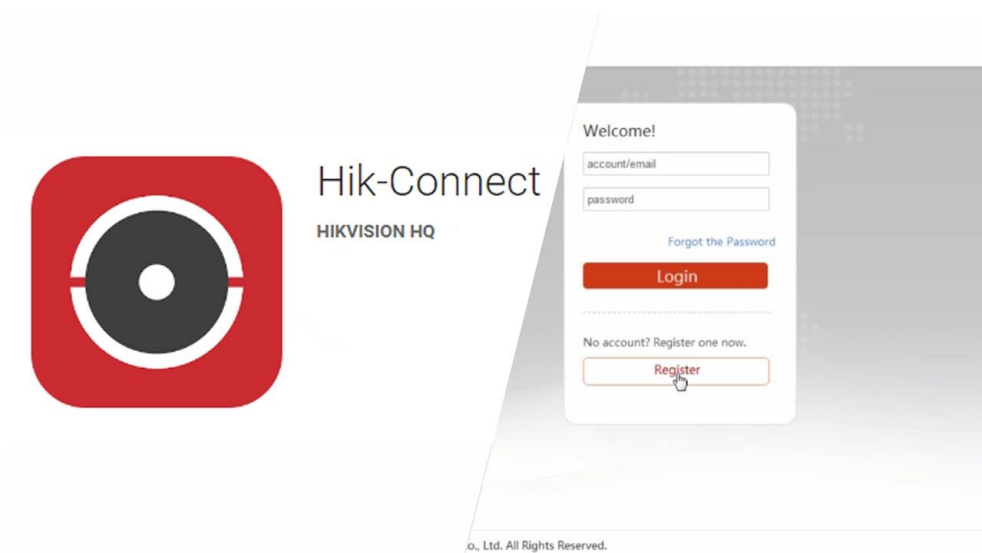 Hik-Connect
HIKVISION HQ
Welcome!
account/email
password
Forgot the Password
Login
No account? Register one now.
Register
Ltd. All Rights Reserved.